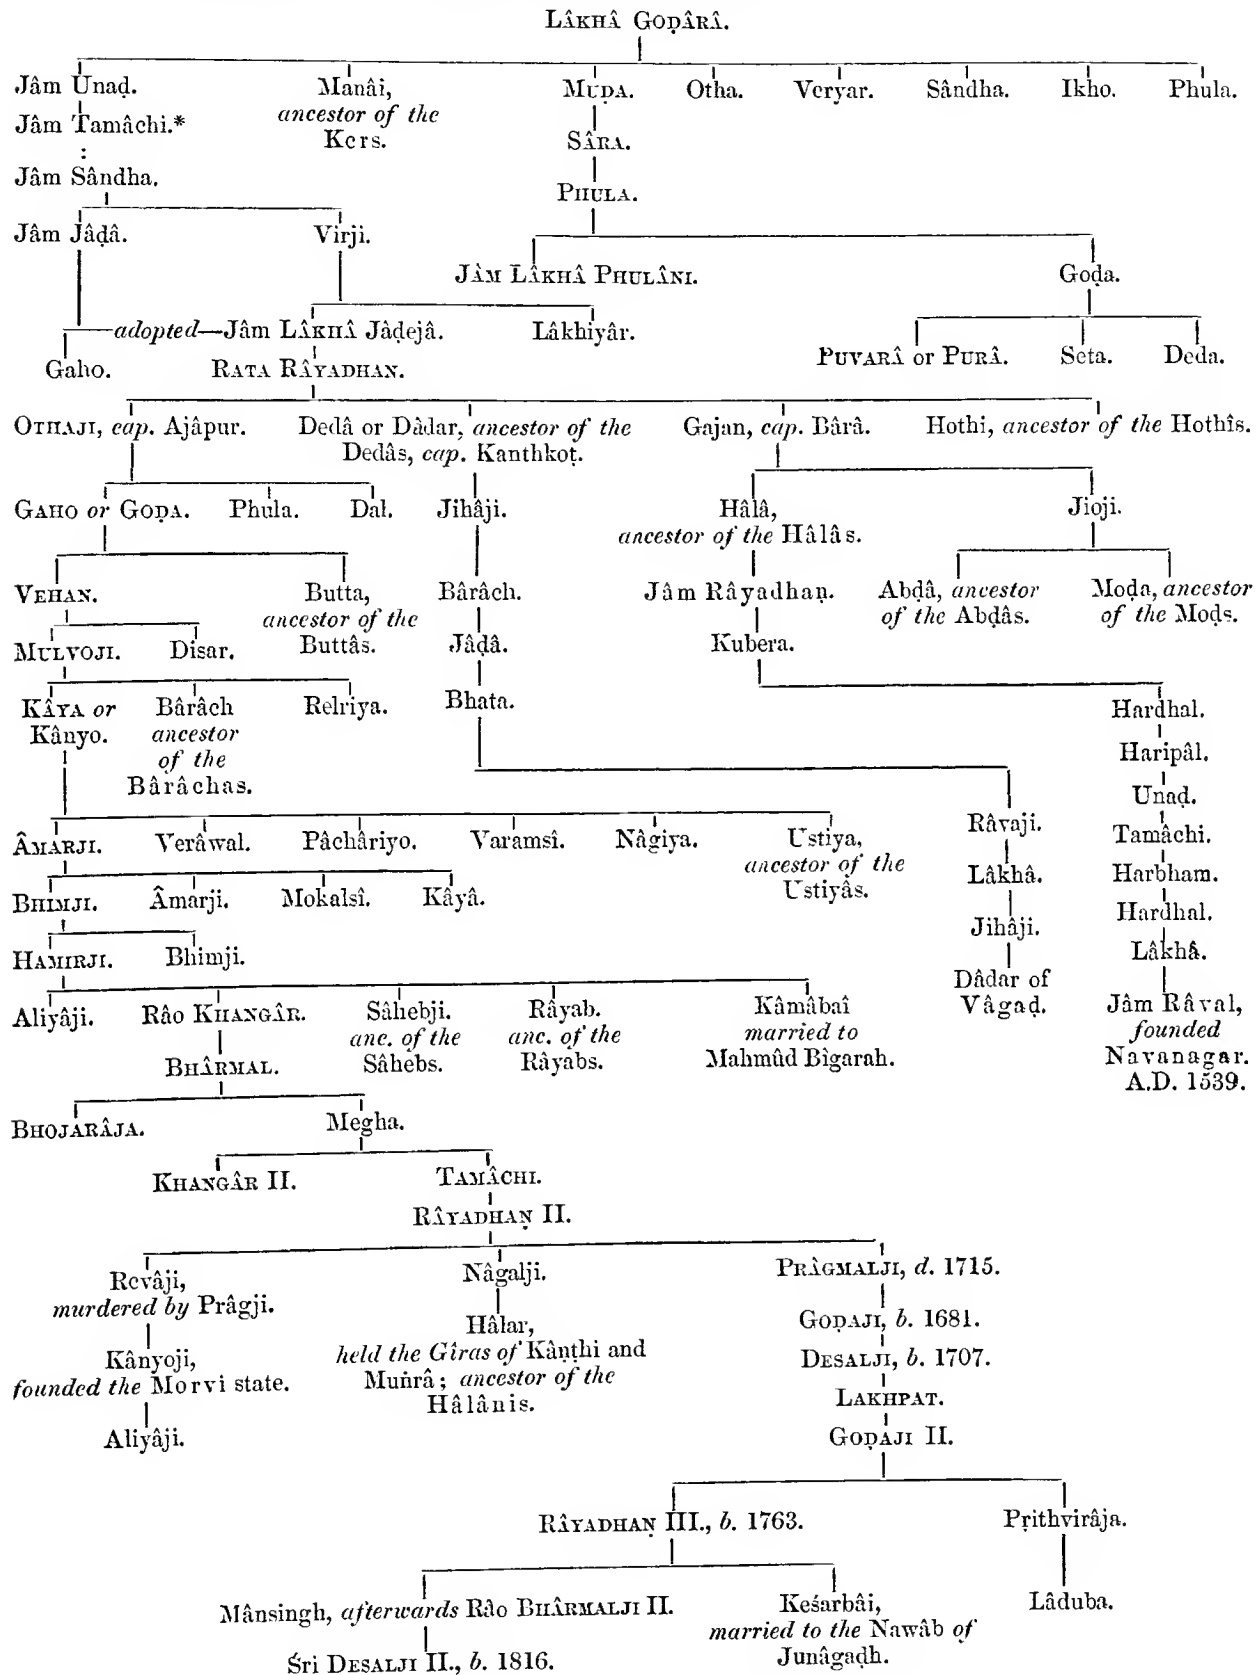 LÂKHÂ GOḌÂRÂ.
Jâm Unaḍ. Manâi, MUḌA. Otha. Veryar. Sândha. Ikho. Phula.
ancestor of the
Jâm Tamâchi.* Kers. SÂRA.
:
Jâm Sândha. PHULA.
Jâm Jâḍâ. Virji.
JÂM LÂKHÂ PHULÂNI. Goḍa.
—adopted—Jâm LÂKHÂ Jâḍejâ. Lâkhiyâr.
Gaho. RATA RÂYADHAN. PUVARÂ or PURÂ. Seta. Deda.
OTHAJI, cap. Ajâpur. Dedâ or Dâdar, ancestor of the Gajan, cap. Bârâ. Hothi, ancestor of the Hothîs.
Dedâs, cap. Kanthkoṭ.
GAHO or GOḌA. Phula. Dal. Jihâji. Hâlâ, Jioji.
ancestor of the Hâlâs.
VEHAN. Butta, Bârâch. Jâm Râyadhaṇ. Abḍâ, ancestor Moḍa, ancestor
ancestor of the of the Abḍâs. of the Moḍs.
MULVOJI. Disar. Buttâs. Jâḍâ. Kubera.
KÂYA or Bârâch Relriya. Bhata. Hardhal.
Kânyo. ancestor
of the Haripâl.
Bârâchas.
Unaḍ.
ÂMARJI. Verâwal. Pâchâriyo. Varamsî. Nâgiya. Ustiya, Râvaji. Tamâchi.
ancestor of the
Ustiyâs. Lâkhâ. Harbham.
BHIMJI. Âmarji. Mokalsî. Kâyâ. Hardhal.
Jihâji.
HAMIRJI. Bhimji. Lâkhâ.
Dâdar of
Aliyâji. Râo KHANGÂR. Sâhebji. Râyab. Kâmâbaî Vâgaḍ. Jâm Râval,
anc. of the anc. of the married to founded
Sâhebs. Râyabs. Mahmûd Bîgarah. Navanagar.
BHÂRMAL. A.D. 1539.
BHOJARÂJA. Megha.
KHANGÂR II. TAMÂCHI.
RÂYADHAṆ II.
Revâji, Nâgalji. PRÂGMALJI, d. 1715.
murdered by Prâgji.
Hâlar, GOḌAJI, b. 1681.
Kânyoji, held the Gîras of Kâṇṭhi and DESALJI, b. 1707.
founded the Morvi state. Muṅrâ; ancestor of the
Hâlânis. LAKHPAT.
Aliyâji. GOḌAJI II.
RÂYADHAṆ III., b. 1763. Pṛithvirâja.
Mânsingh, afterwards Râo BHÂRMALJI II. Keśarbâi, Lâduba.
married to the Nawâb of
Śri DESALJI II., b. 1816. Junâgaḍh.